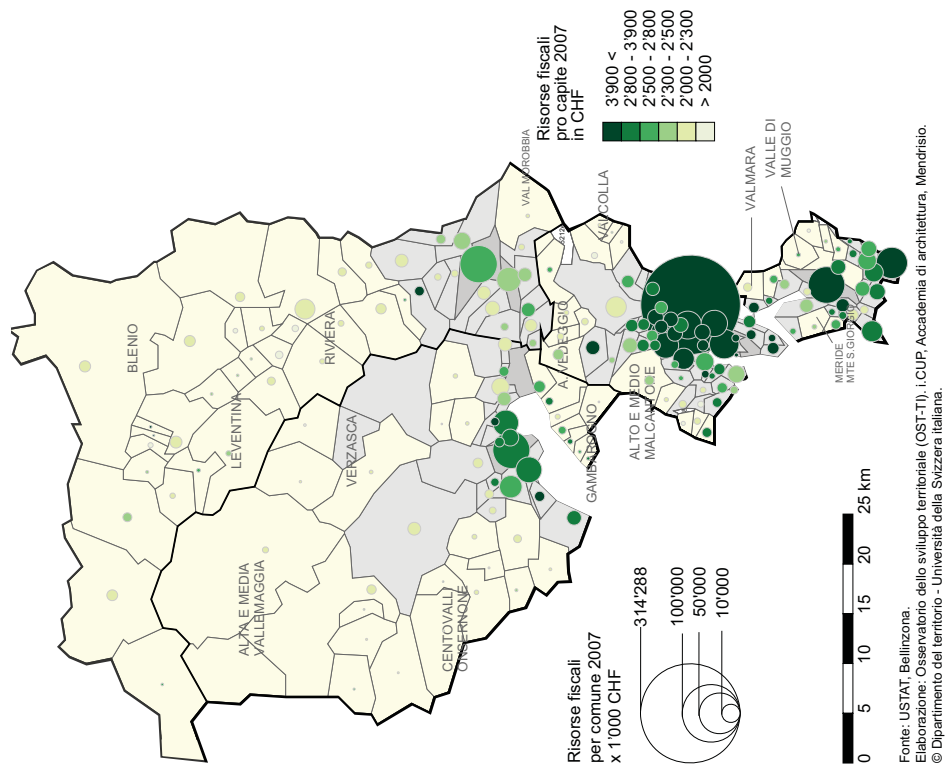 Risorse fiscali
pro capite 2007
in CHF
3'900 <
2'800 - 3'900
2'500 - 2'800
2'300 - 2'500
2'000 - 2'300
> 2000
BLENIO
RIVIERA
LEVENTINA
VERZASCA
ALTA E MEDIA
VALLEMAGGIA
CENTOVALLI/
ONSERNONE
VAL MOROBBIA
VALCOLLA
A. VEDEGGIO
GAMBAROGNO
ALTO E MEDIO
MALCANTONE
VALMARA
VALLE DI
MUGGIO
MERIDE
MTE S.GIORGIO
Risorse fiscali
per comune 2007
x 1'000 CHF
314'288
100'000
50'000
10'000
0 5 10 15 20 25 km
Fonte: USTAT, Bellinzona.
Elaborazione: Osservatorio dello sviluppo territoriale (OST-TI). i.CUP, Accademia di architettura, Mendrisio.
© Dipartimento del territorio - Università della Svizzera italiana.